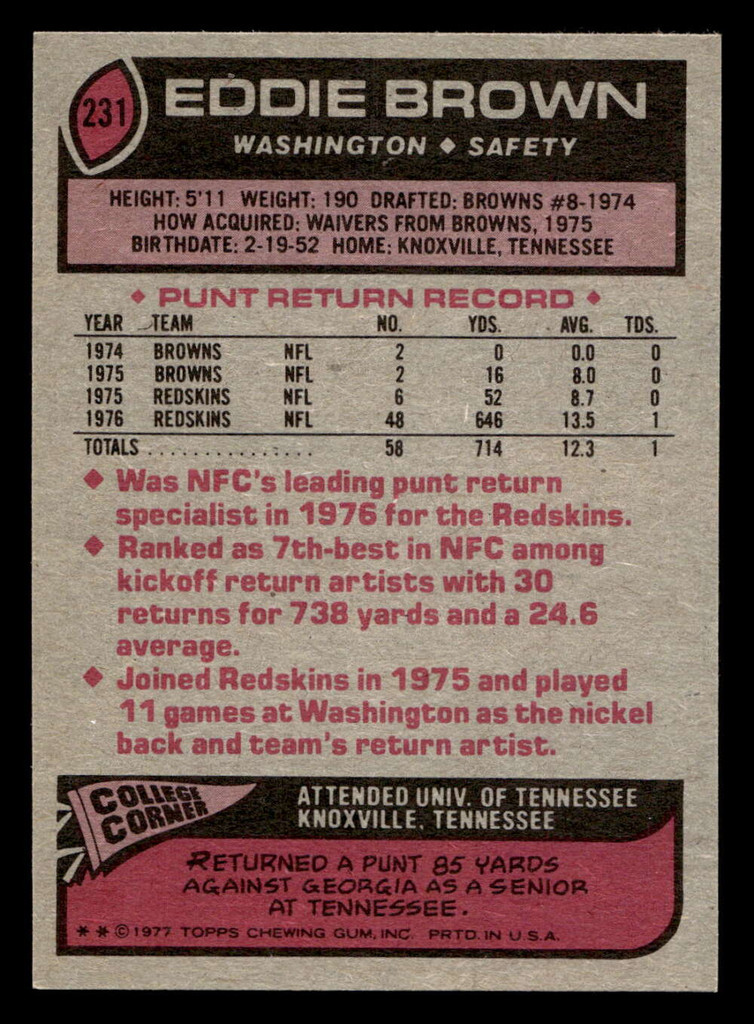 231
EDDIE BROWN
WASHINGTON ◆ SAFETY
HEIGHT: 5'11 WEIGHT: 190 DRAFTED: BROWNS #8-1974
HOW ACQUIRED: WAIVERS FROM BROWNS, 1975
BIRTHDATE: 2-19-52 HOME: KNOXVILLE, TENNESSEE
◆ PUNT RETURN RECORD ◆
YEAR TEAM NO. YDS. AVG. TDS.
1974 BROWNS NFL 2 0 0.0 0
1975 BROWNS NFL 2 16 8.0 0
1975 REDSKINS NFL 6 52 8.7 0
1976 REDSKINS NFL 48 646 13.5 1
TOTALS .............. 58 714 12.3 1
◆ Was NFC's leading punt return
specialist in 1976 for the Redskins.
◆ Ranked as 7th-best in NFC among
kickoff return artists with 30
returns for 738 yards and a 24.6
average.
◆ Joined Redskins in 1975 and played
11 games at Washington as the nickel
back and team's return artist.
COLLEGE
CORNER
ATTENDED UNIV. OF TENNESSEE
KNOXVILLE, TENNESSEE
RETURNED A PUNT 85 YARDS
AGAINST GEORGIA AS A SENIOR
AT TENNESSEE.
* * © 1977 TOPPS CHEWING GUM, INC. PRTD. IN U.S.A.